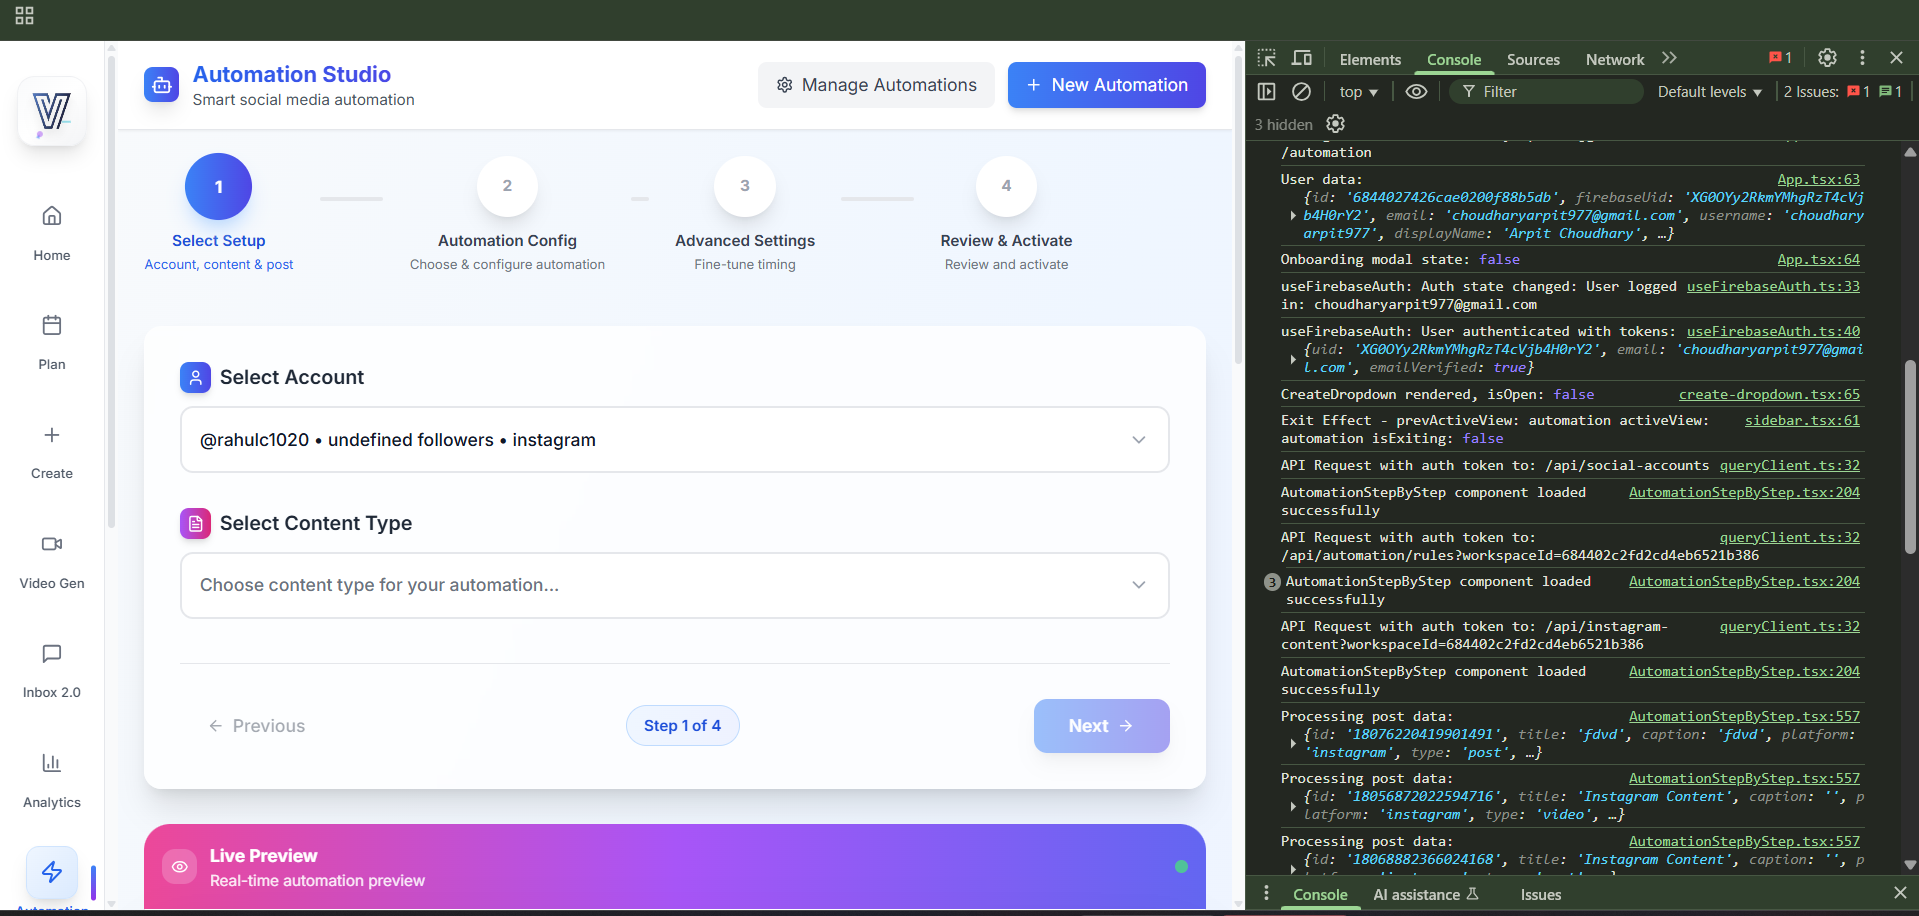 Automation Studio
Smart social media automation
Manage Automations
+ New Automation
1
2
3
4
Select Setup
Automation Config
Advanced Settings
Review & Activate
Account, content & post
Choose & configure automation
Fine-tune timing
Review and activate
Select Account
@rahulc1020 • undefined followers • instagram
Select Content Type
Choose content type for your automation...
← Previous
Step 1 of 4
Next →
Live Preview
Real-time automation preview
Home
Plan
Create
Video Gen
Inbox 2.0
Analytics
Elements
Console
Sources
Network
1
top
Filter
Default levels
2 Issues: 1 1
3 hidden
/automation
User data: App.tsx:63
{id: '6844027426cae0200f88b5db', firebaseUid: 'XG0OYy2RkmYMhgRzT4cVj
b4H0rY2', email: 'choudharyarpit977@gmail.com', username: 'choudhary
arpit977', displayName: 'Arpit Choudhary', …}
Onboarding modal state: false App.tsx:64
useFirebaseAuth: Auth state changed: User logged useFirebaseAuth.ts:33
in: choudharyarpit977@gmail.com
useFirebaseAuth: User authenticated with tokens: useFirebaseAuth.ts:40
{uid: 'XG0OYy2RkmYMhgRzT4cVjb4H0rY2', email: 'choudharyarpit977@gmai
l.com', emailVerified: true}
CreateDropdown rendered, isOpen: false create-dropdown.tsx:65
Exit Effect - prevActiveView: automation activeView: sidebar.tsx:61
automation isExiting: false
API Request with auth token to: /api/social-accounts queryClient.ts:32
AutomationStepByStep component loaded AutomationStepByStep.tsx:204
successfully
API Request with auth token to: queryClient.ts:32
/api/automation/rules?workspaceId=684402c2fd2cd4eb6521b386
3 AutomationStepByStep component loaded AutomationStepByStep.tsx:204
successfully
API Request with auth token to: /api/instagram- queryClient.ts:32
content?workspaceId=684402c2fd2cd4eb6521b386
AutomationStepByStep component loaded AutomationStepByStep.tsx:204
successfully
Processing post data: AutomationStepByStep.tsx:557
{id: '18076220419901491', title: 'fdvd', caption: 'fdvd', platform:
'instagram', type: 'post', …}
Processing post data: AutomationStepByStep.tsx:557
{id: '18056872022594716', title: 'Instagram Content', caption: '', p
latform: 'instagram', type: 'video', …}
Processing post data: AutomationStepByStep.tsx:557
{id: '18068882366024168', title: 'Instagram Content', caption: '', p
Console
AI assistance
Issues